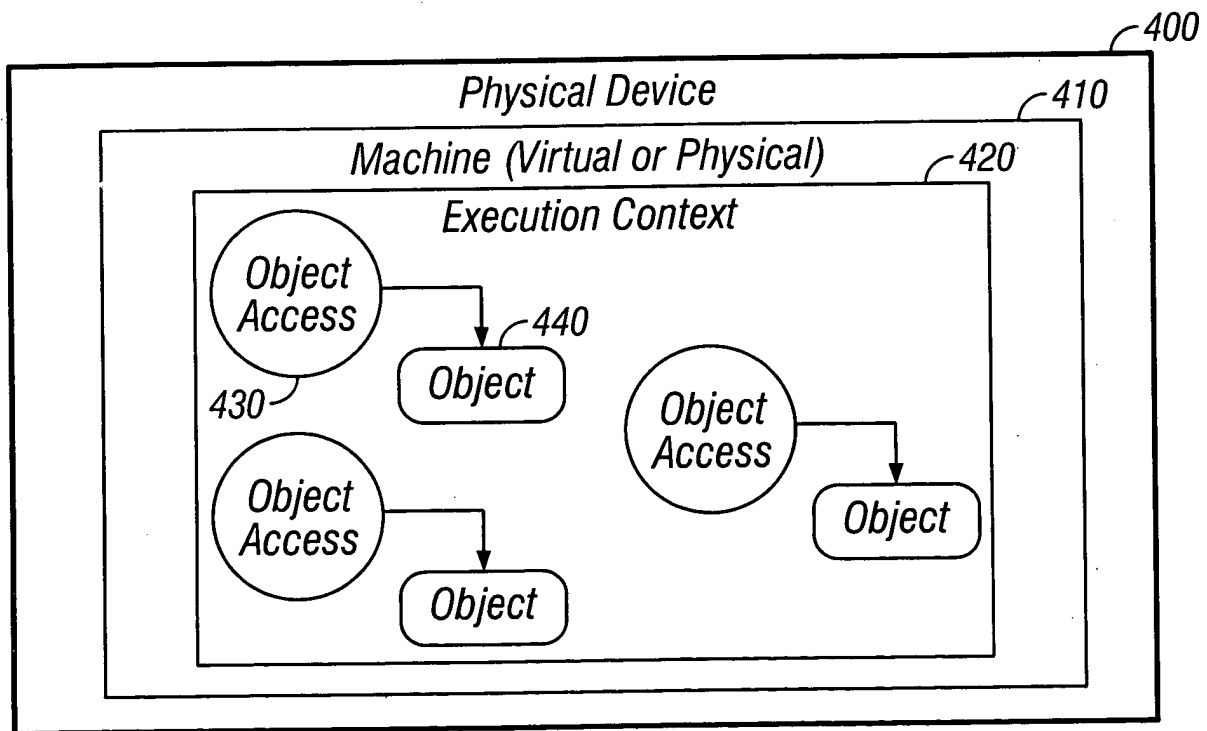 400
Physical Device
410
Machine (Virtual or Physical)
420
Execution Context
Object
Access
440
Object
430
Object
Access
Object
Access
Object
Object